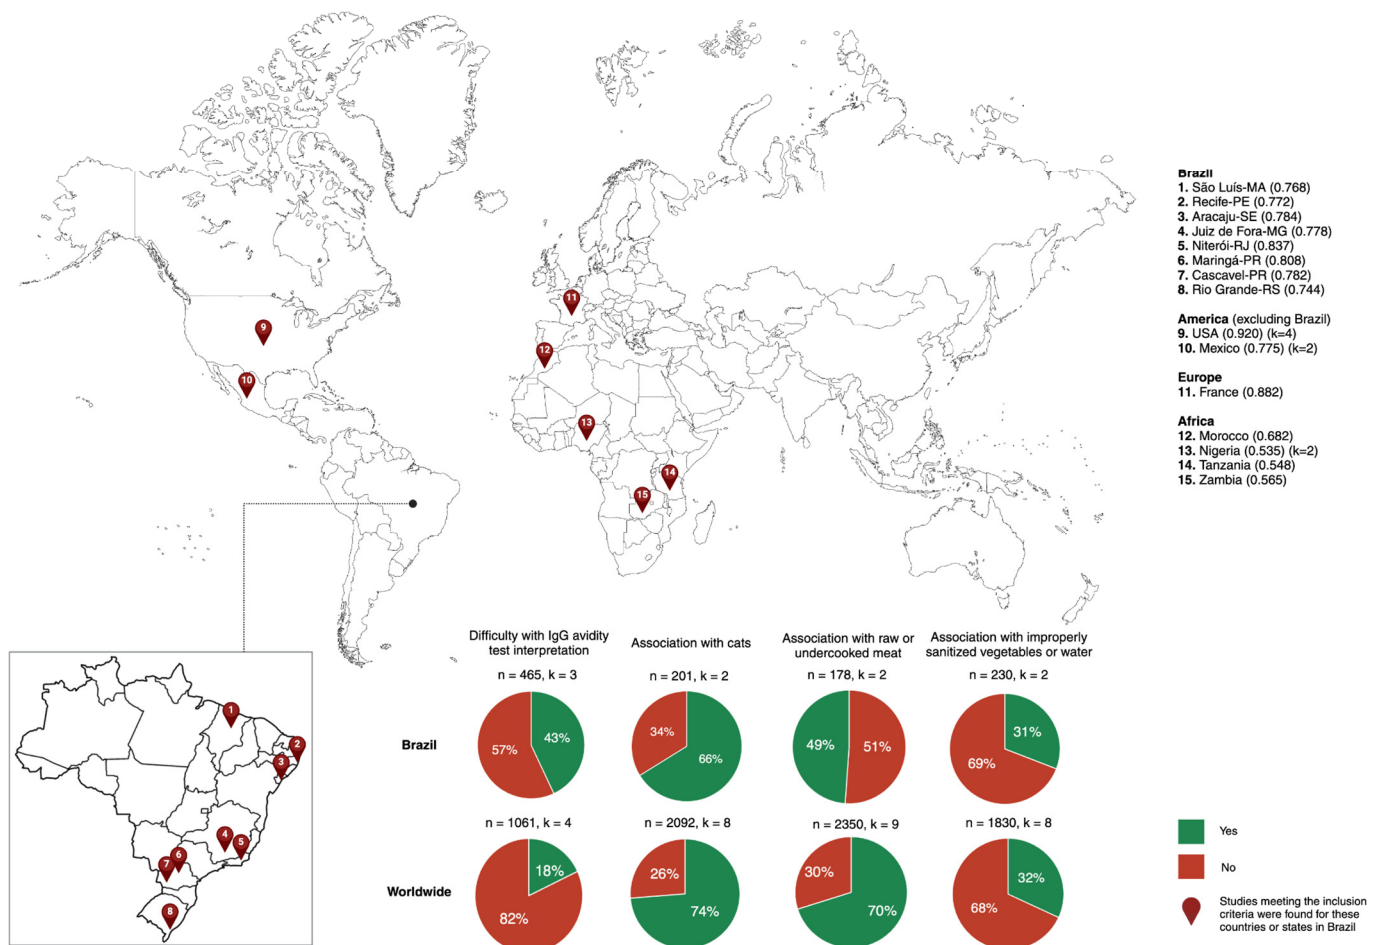 Brazil
1. São Luís-MA (0.768)
2. Recife-PE (0.772)
3. Aracaju-SE (0.784)
4. Juiz de Fora-MG (0.778)
5. Niterói-RJ (0.837)
6. Maringá-PR (0.808)
7. Cascavel-PR (0.782)
8. Rio Grande-RS (0.744)
America (excluding Brazil)
9. USA (0.920) (k=4)
10. Mexico (0.775) (k=2)
Europe
11. France (0.882)
Africa
12. Morocco (0.682)
13. Nigeria (0.535) (k=2)
14. Tanzania (0.548)
15. Zambia (0.565)
9
10
11
12
13
14
15
1
2
3
4
5
6
7
8
Difficulty with IgG avidity
test interpretation
Association with cats
Association with raw or
undercooked meat
Association with improperly
sanitized vegetables or water
n = 465, k = 3
n = 201, k = 2
n = 178, k = 2
n = 230, k = 2
Brazil
57%
43%
34%
66%
49%
51%
31%
69%
n = 1061, k = 4
n = 2092, k = 8
n = 2350, k = 9
n = 1830, k = 8
Worldwide
18%
82%
26%
74%
30%
70%
32%
68%
Yes
No
Studies meeting the inclusion
criteria were found for these
countries or states in Brazil